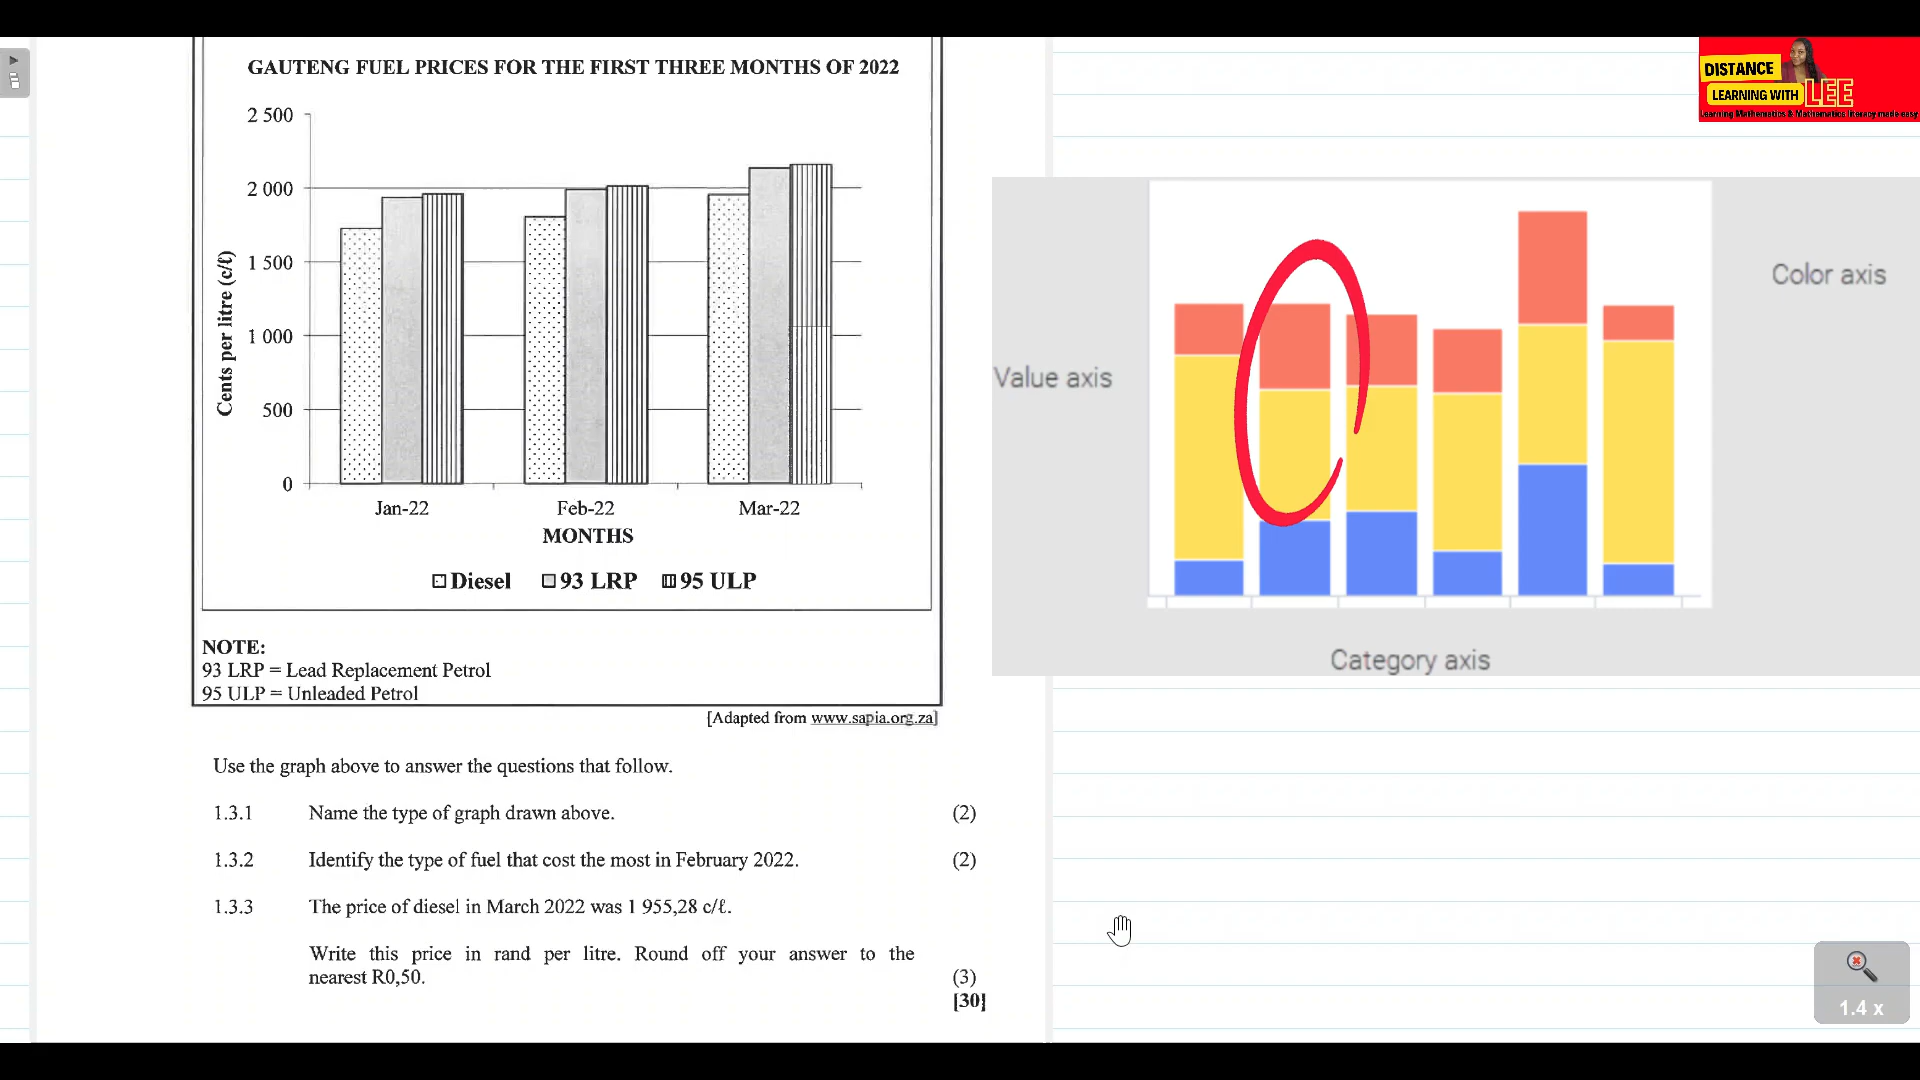 GAUTENG FUEL PRICES FOR THE FIRST THREE MONTHS OF 2022
2 500
2 000
1 500
1 000
500
0
Cents per litre (c/ℓ)
Jan-22 Feb-22 Mar-22
MONTHS
Diesel 93 LRP 95 ULP
NOTE:
93 LRP = Lead Replacement Petrol
95 ULP = Unleaded Petrol
[Adapted from www.sapia.org.za]
Use the graph above to answer the questions that follow.
1.3.1 Name the type of graph drawn above. (2)
1.3.2 Identify the type of fuel that cost the most in February 2022. (2)
1.3.3 The price of diesel in March 2022 was 1 955,28 c/ℓ.
Write this price in rand per litre. Round off your answer to the
nearest R0,50. (3)
[30]
DISTANCE
LEARNING WITH LEE
Learning Mathematics & Mathematics literacy made easy
Color axis
Value axis
Category axis
1.4 x